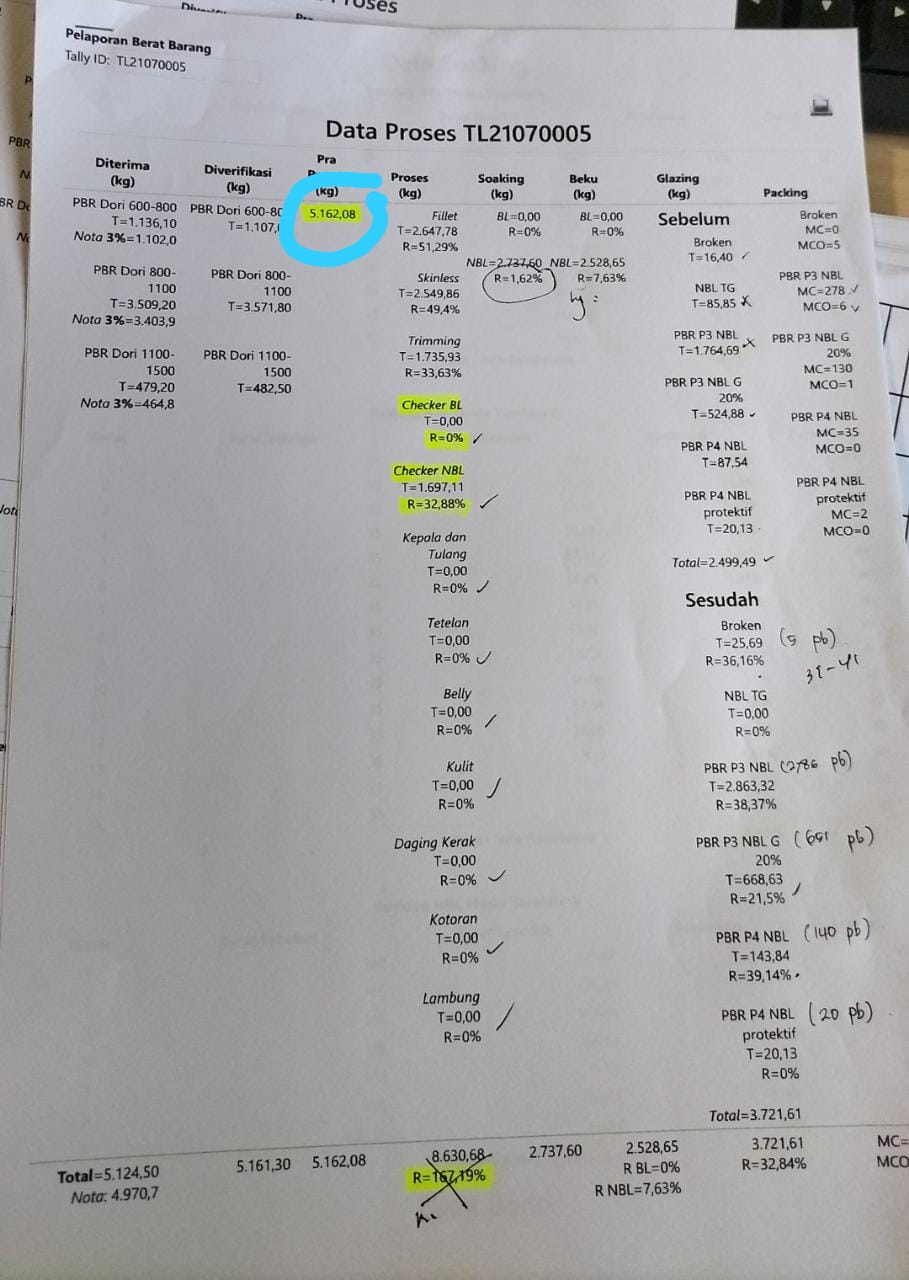 Proses
Pelaporan Berat Barang
Tally ID: TL21070005
Data Proses TL21070005
Diterima
(kg)
PBR Dori 600-800
T=1.136,10
Nota 3%=1.102,0
PBR Dori 800-
1100
T=3.509,20
Nota 3%=3.403,9
PBR Dori 1100-
1500
T=479,20
Nota 3%=464,8
Diverifikasi
(kg)
PBR Dori 600-80
T=1.107,
PBR Dori 800-
1100
T=3.571,80
PBR Dori 1100-
1500
T=482,50
Pra
(kg)
5.162,08
Proses
(kg)
Fillet
T=2.647,78
R=51,29%
Skinless
T=2.549,86
R=49,4%
Trimming
T=1.735,93
R=33,63%
Checker BL
T=0,00
R=0%
Checker NBL
T=1.697,11
R=32,88%
Kepala dan
Tulang
T=0,00
R=0%
Tetelan
T=0,00
R=0%
Belly
T=0,00
R=0%
Kulit
T=0,00
R=0%
Daging Kerak
T=0,00
R=0%
Kotoran
T=0,00
R=0%
Lambung
T=0,00
R=0%
Soaking
(kg)
BL=0,00
R=0%
NBL=2.737,60
R=1,62%
Beku
(kg)
BL=0,00
R=0%
NBL=2.528,65
R=7,63%
Glazing
(kg)
Sebelum
Broken
T=16,40
NBL TG
T=85,85
PBR P3 NBL
T=1.764,69
PBR P3 NBL G
20%
T=524,88
PBR P4 NBL
T=87,54
PBR P4 NBL
protektif
T=20,13
Total=2.499,49
Sesudah
Broken
T=25,69 (5 pb)
R=36,16%
NBL TG
T=0,00
R=0%
PBR P3 NBL (2786 pb)
T=2.863,32
R=38,37%
PBR P3 NBL G (651 pb)
20%
T=668,63
R=21,5%
PBR P4 NBL (140 pb)
T=143,84
R=39,14%
PBR P4 NBL (20 pb)
protektif
T=20,13
R=0%
Total=3.721,61
Packing
Broken
MC=0
MCO=5
PBR P3 NBL
MC=278
MCO=6
PBR P3 NBL G
20%
MC=130
MCO=1
PBR P4 NBL
MC=35
MCO=0
PBR P4 NBL
protektif
MC=2
MCO=0
Total=5.124,50
Nota: 4.970,7
5.161,30
5.162,08
8.630,68
R=167,19%
2.737,60
2.528,65
R BL=0%
R NBL=7,63%
3.721,61
R=32,84%
MC=
MCO